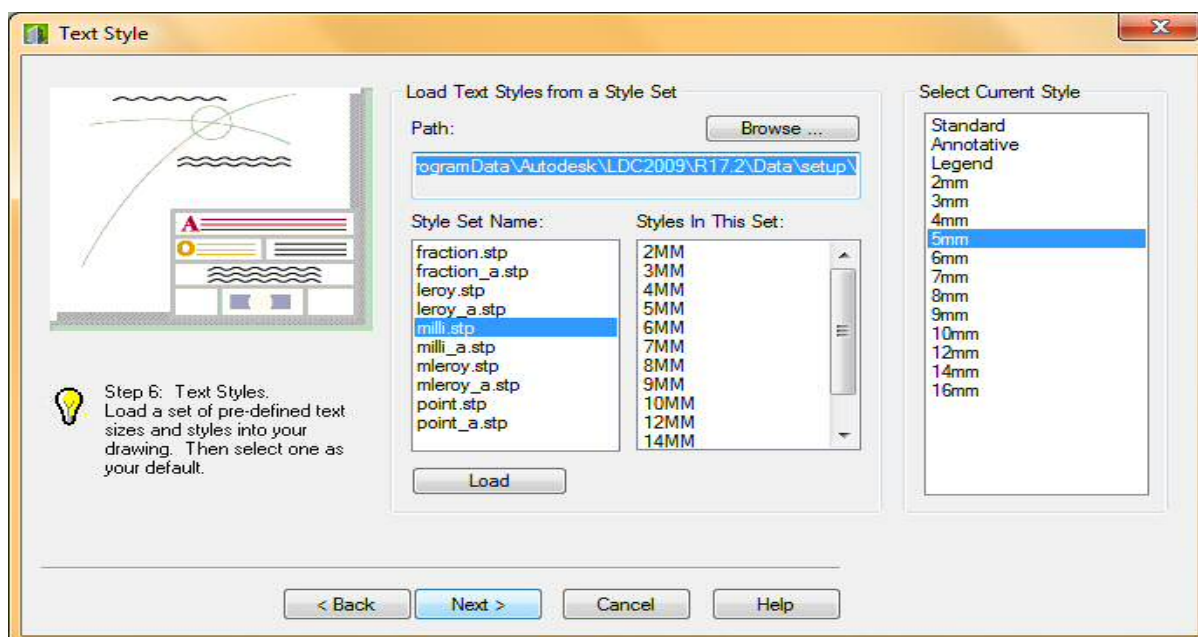 Text Style
Load Text Styles from a Style Set
Path:
Browse ...
rogramData\Autodesk\LDC2009\R17.2\Data\setup\
Style Set Name:
fraction.stp
fraction_a.stp
leroy.stp
leroy_a.stp
milli.stp
milli_a.stp
mleroy.stp
mleroy_a.stp
point.stp
point_a.stp
Load
Styles In This Set:
2MM
3MM
4MM
5MM
6MM
7MM
8MM
9MM
10MM
12MM
14MM
Select Current Style
Standard
Annotative
Legend
2mm
3mm
4mm
5mm
6mm
7mm
8mm
9mm
10mm
12mm
14mm
16mm
A
O
Step 6: Text Styles.
Load a set of pre-defined text
sizes and styles into your
drawing. Then select one as
your default.
< Back
Next >
Cancel
Help